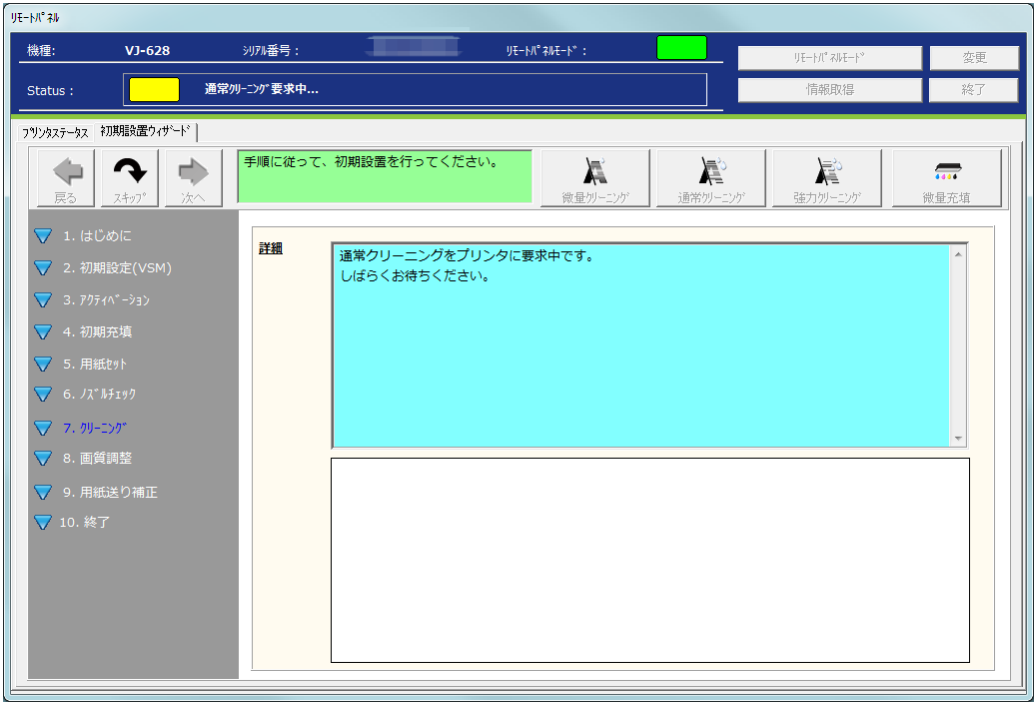 ﾘﾓｰﾄﾊﾟﾈﾙ
機種: VJ-628 ｼﾘｱﾙ番号： ﾘﾓｰﾄﾊﾟﾈﾙﾓｰﾄﾞ： ﾘﾓｰﾄﾊﾟﾈﾙﾓｰﾄﾞ 変更
Status： 通常ｸﾘｰﾆﾝｸﾞ要求中... 情報取得 終了
ﾌﾟﾘﾝﾀｽﾃｰﾀｽ 初期設置ｳｨｻﾞｰﾄﾞ
手順に従って、初期設置を行ってください。
戻る ｽｷｯﾌﾟ 次へ 微量ｸﾘｰﾆﾝｸﾞ 通常ｸﾘｰﾆﾝｸﾞ 強力ｸﾘｰﾆﾝｸﾞ 微量充填
1. はじめに
2. 初期設定(VSM)
3. ｱｸﾃｨﾍﾞｰｼｮﾝ
4. 初期充填
5. 用紙ｾｯﾄ
6. ﾉｽﾞﾙﾁｪｯｸ
7. ｸﾘｰﾆﾝｸﾞ
8. 画質調整
9. 用紙送り補正
10. 終了
詳細
通常クリーニングをプリンタに要求中です。
しばらくお待ちください。